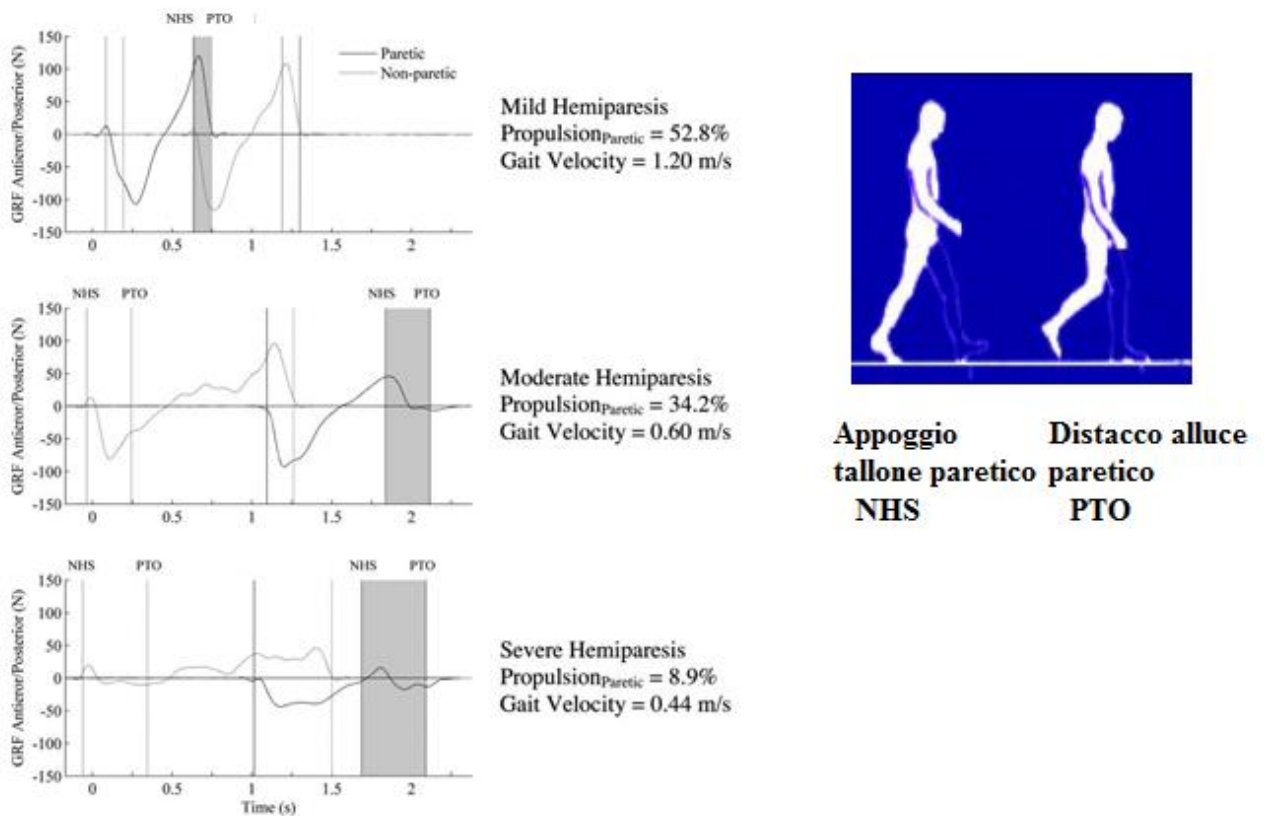 NHS PTO
150
100
50
0
-50
-100
-150
GRF Antieror/Posterior (N)
Paretic
Non-paretic
0 0.5 1 1.5 2
Mild Hemiparesis
PropulsionParetic = 52.8%
Gait Velocity = 1.20 m/s
NHS PTO NHS PTO
150
100
50
0
-50
-100
-150
GRF Antieror/Posterior (N)
0 0.5 1 1.5 2
Moderate Hemiparesis
PropulsionParetic = 34.2%
Gait Velocity = 0.60 m/s
NHS PTO NHS PTO
150
100
50
0
-50
-100
-150
GRF Antieror/Posterior (N)
0 0.5 1 1.5 2
Time (s)
Severe Hemiparesis
PropulsionParetic = 8.9%
Gait Velocity = 0.44 m/s
Appoggio
tallone paretico
NHS
Distacco alluce
paretico
PTO